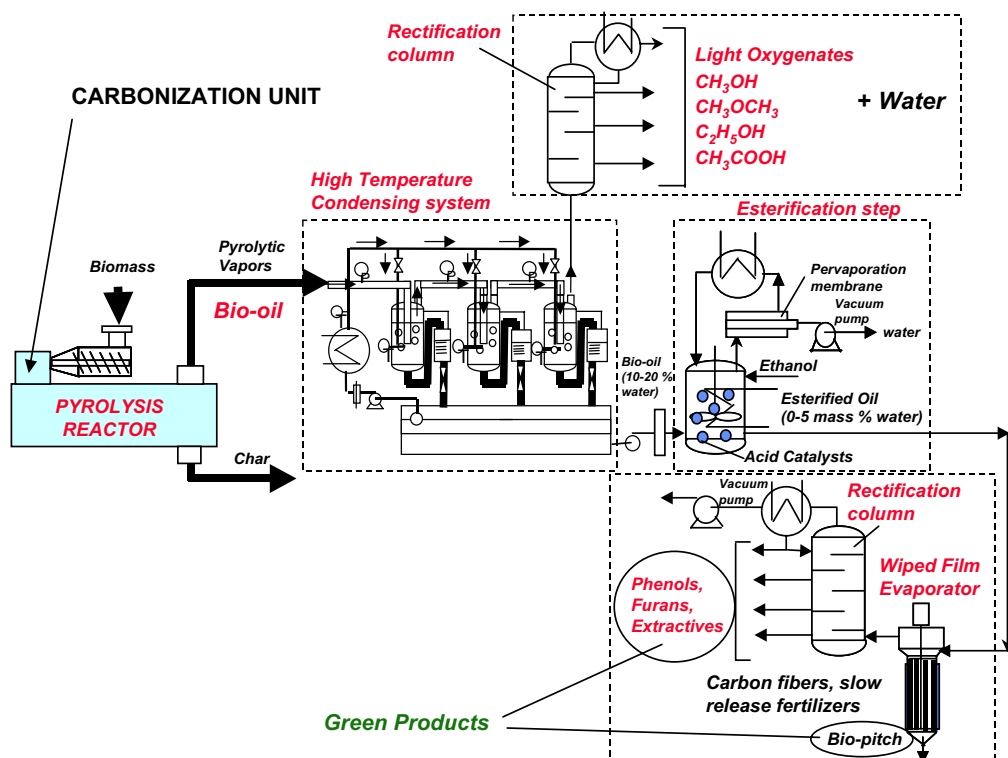 Rectification
column
Light Oxygenates
CH₃OH
CH₃OCH₃
C₂H₅OH
CH₃COOH
+ Water
CARBONIZATION UNIT
High Temperature
Condensing system
Esterification step
Biomass
Pyrolytic
Vapors
Bio-oil
PYROLYSIS
REACTOR
Char
Bio-oil
(10-20 %
water)
Pervaporation
membrane
Vacuum
pump
water
Ethanol
Esterified Oil
(0-5 mass % water)
Acid Catalysts
Vacuum
pump
Rectification
column
Wiped Film
Evaporator
Phenols,
Furans,
Extractives
Carbon fibers, slow
release fertilizers
Green Products
Bio-pitch